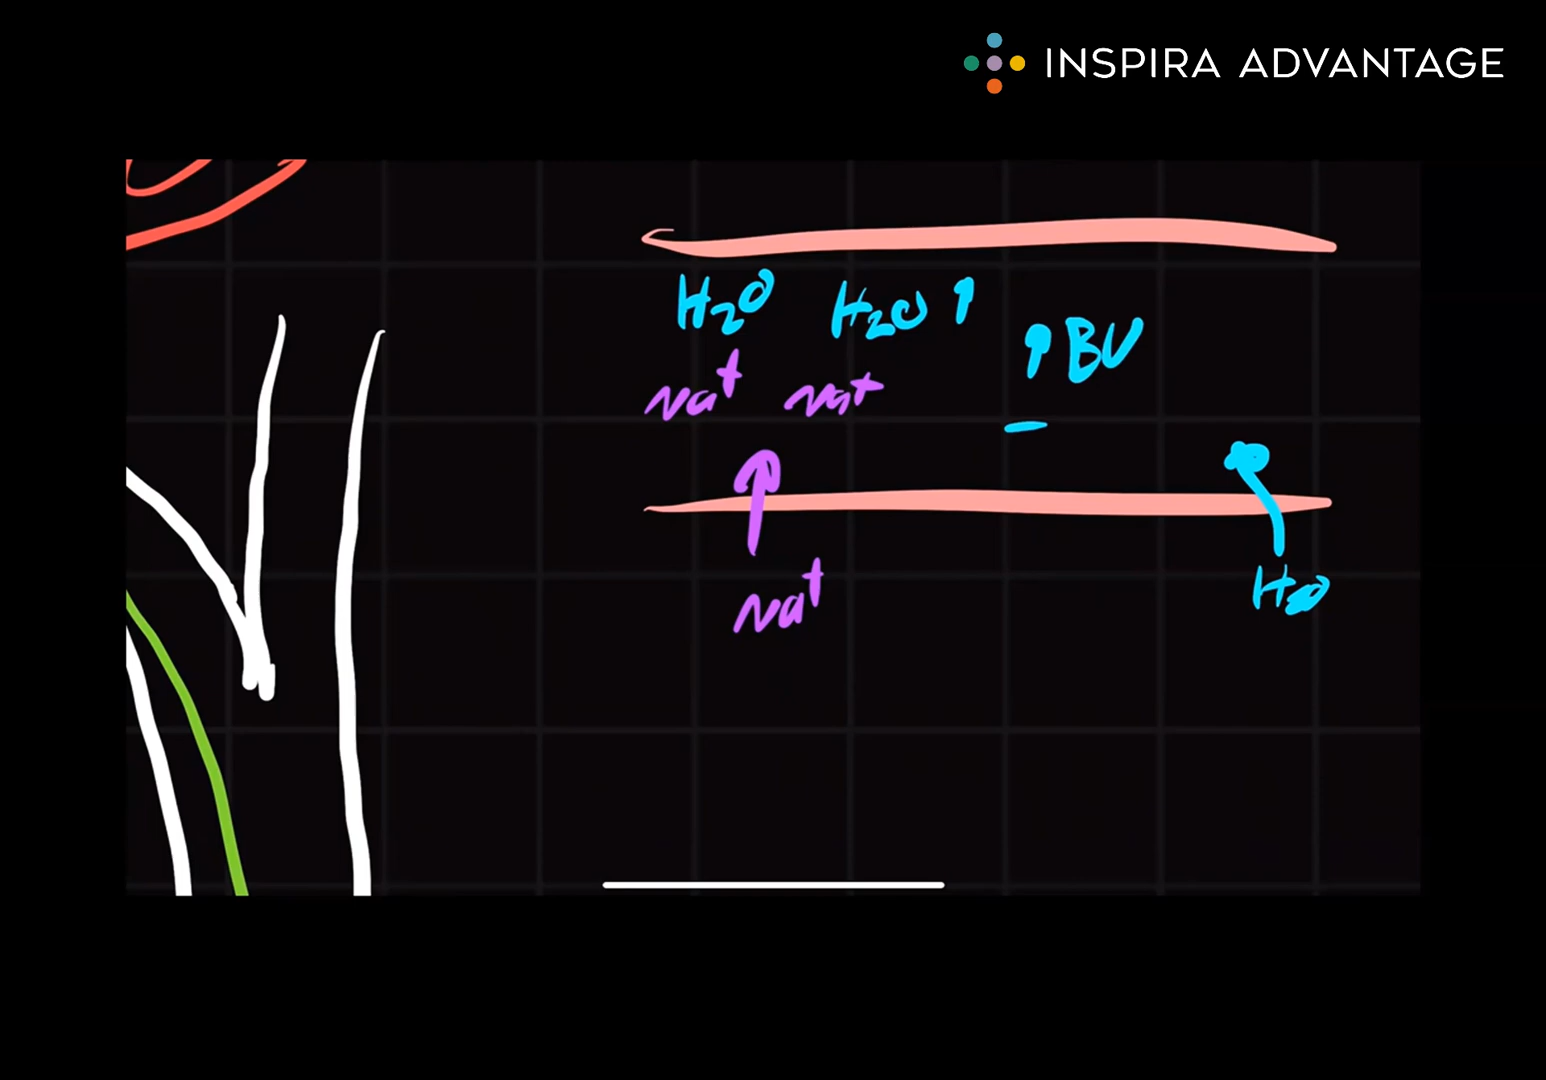 INSPIRA ADVANTAGE
H₂O H₂O ↑
↑ BV
Na⁺ Na⁺
Na⁺
H₂O